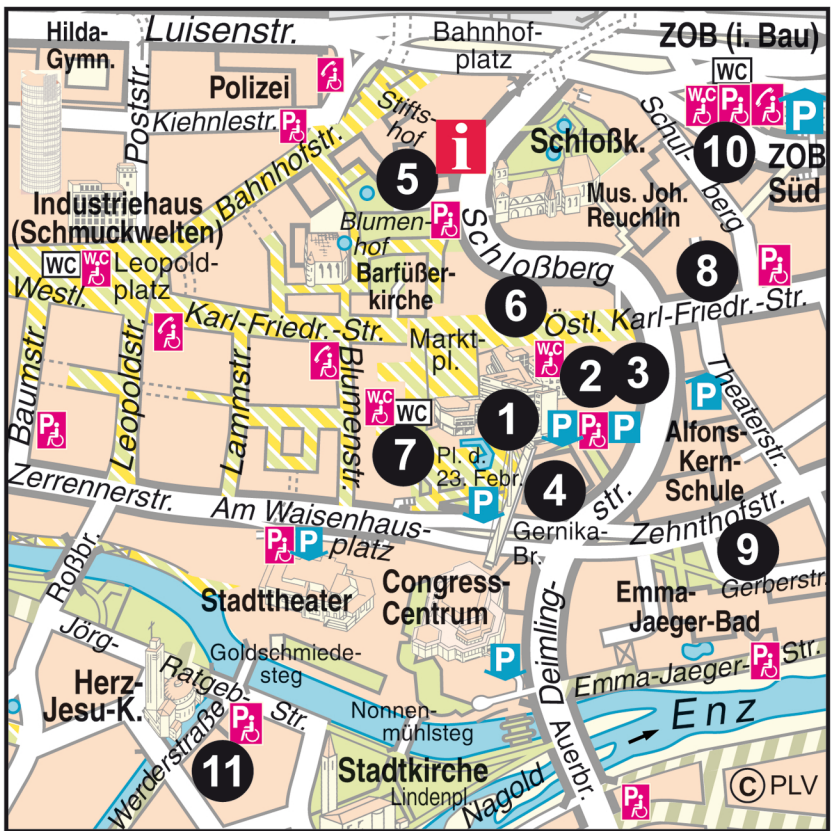 Hilda-
Gymn.
Luisenstr.
Bahnhof-
platz
ZOB (i. Bau)
WC
WC
P
P
Polizei
Poststr.
Kiehnlestr.
P
Stifts-
hof
i
Schloßk.
Schul-
berg
10
ZOB
Süd
Bahnhofstr.
5
Mus. Joh.
Reuchlin
Industriehaus
(Schmuckwelten)
Blumen-
hof
P
Schloßberg
WC
WC
Leopold-
platz
Barfüßer-
kirche
8
P
Westl.
Karl-Friedr.-Str.
6
Östl. Karl-Friedr.-Str.
Markt-
pl.
WC
2
3
Baumstr.
Leopoldstr.
Lammstr.
Blumenstr.
Theaterstr.
P
WC
WC
1
P
P
P
P
Alfons-
Kern-
Schule
7
Pl. d.
23. Febr.
P
4
str.
Zerrennerstr.
Am Waisenhaus-
platz
P
P
Gernika-
Br.
Zehnthofstr.
9
Gerberstr.
Roßbr.
Stadttheater
Congress-
Centrum
Emma-
Jaeger-Bad
Deimling-
P
Jörg-
Ratgeb-
Str.
Goldschmiede-
steg
Emma-Jaeger-
P
Str.
Herz-
Jesu-K.
P
Nonnen-
mühlsteg
Enz
Werderstraße
11
Stadtkirche
Lindenpl.
Nagold
Auerbr.
P
© PLV